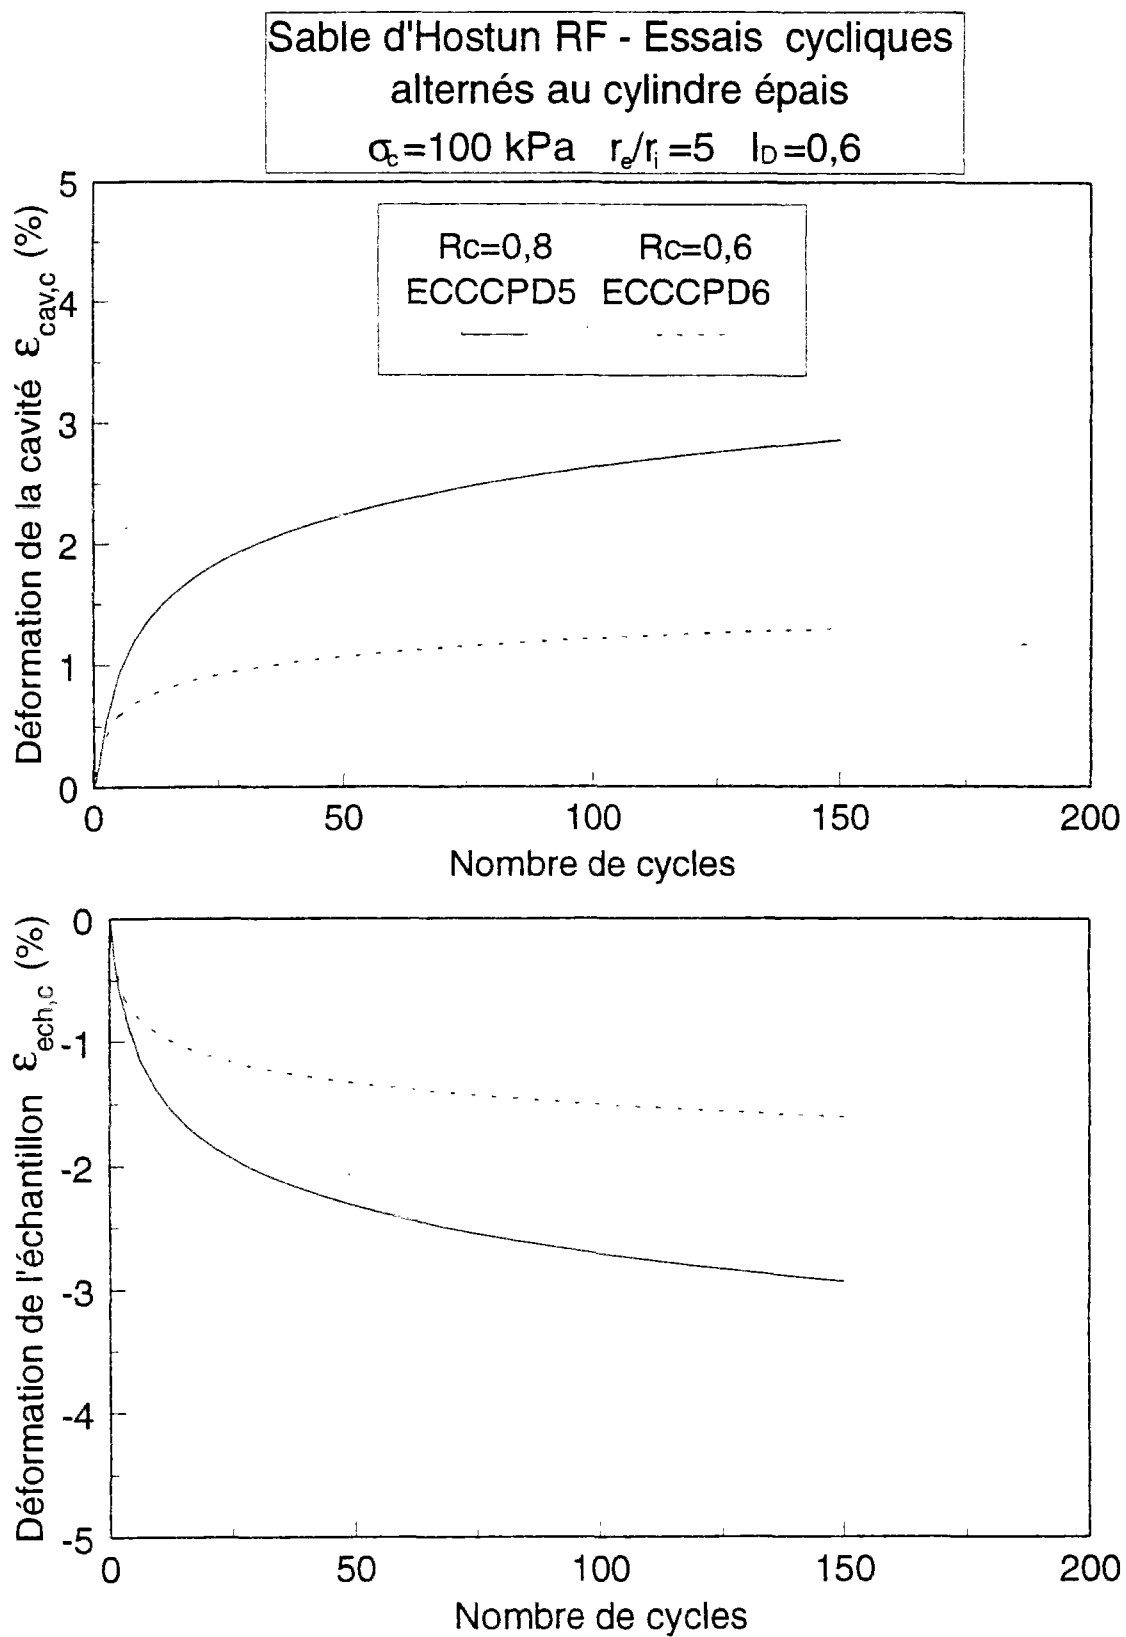 Sable d'Hostun RF - Essais cycliques
alternés au cylindre épais
σc=100 kPa re/ri=5 ID=0,6
Rc=0,8 Rc=0,6
ECCCPD5 ECCCPD6
Déformation de la cavité εcav,c (%)
5
4
3
2
1
0
0 50 100 150 200
Nombre de cycles
Déformation de l'échantillon εech,c (%)
0
-1
-2
-3
-4
-5
0 50 100 150 200
Nombre de cycles